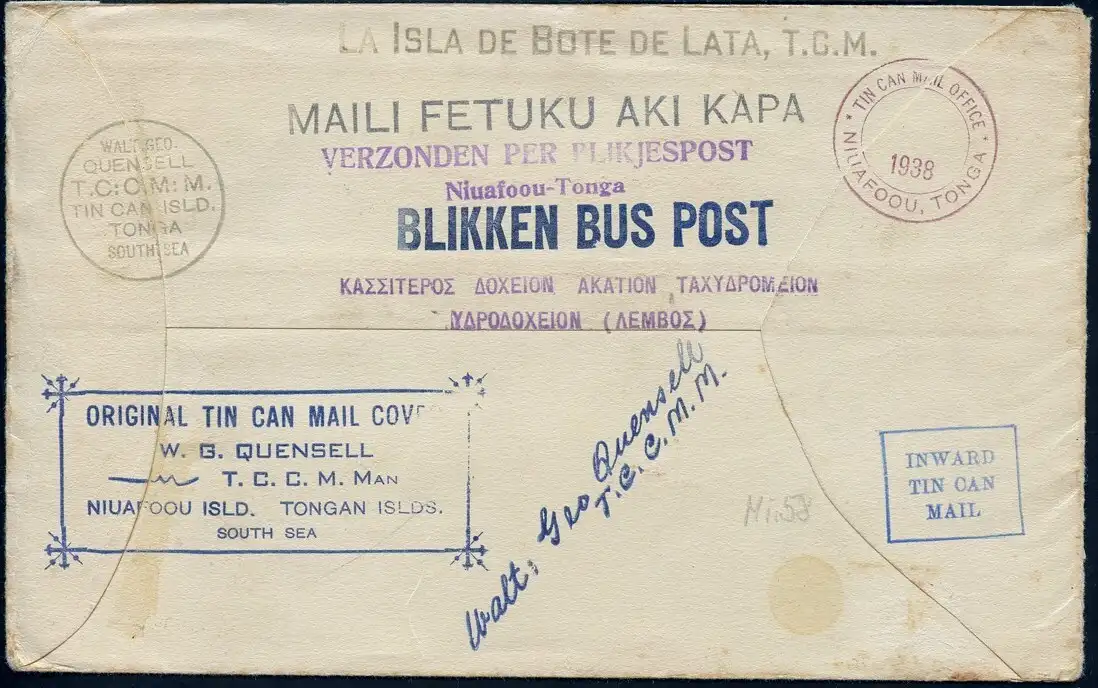 LA ISLA DE BOTE DE LATA, T.C.M.
MAILI FETUKU AKI KAPA
VERZONDEN PER BLIKJESPOST
Niuafoou-Tonga
BLIKKEN BUS POST
ΚΑΣΣΙΤΕΡΟΣ ΔΟΧΕΙΟΝ ΑΚΑΤΙΟΝ ΤΑΧΥΔΡΟΜΕΙΟΝ
ΥΔΡΟΔΟΧΕΙΟΝ (ΛΕΜΒΟΣ)
WALT. GEO.
QUENSELL
T.C:C.M:M.
TIN CAN ISLD.
TONGA
SOUTH SEA
* TIN CAN MAIL OFFICE *
1938
NIUAFOOU, TONGA
ORIGINAL TIN CAN MAIL COVE
W. G. QUENSELL
T. C. C. M. MAN
NIUAFOOU ISLD. TONGAN ISLDS.
SOUTH SEA
Walt. Geo Quensell
T. C. C. M. M.
Mi.58
INWARD
TIN CAN
MAIL